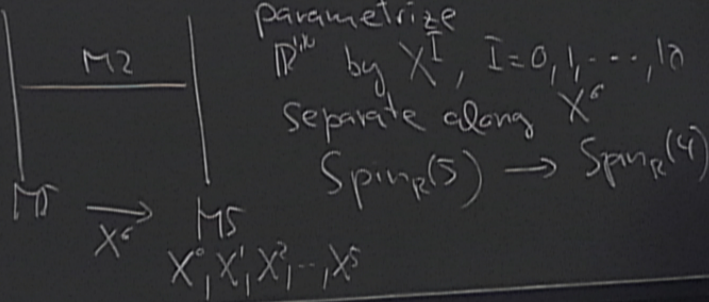 parametrize
M2
ℝ^{1,10} by X^I, I=0,1,...,10
separate along X^6
Spin_R(5) → Spin_R(4)
M5 → M5
X^6
X^0, X^1, X^2, ..., X^5